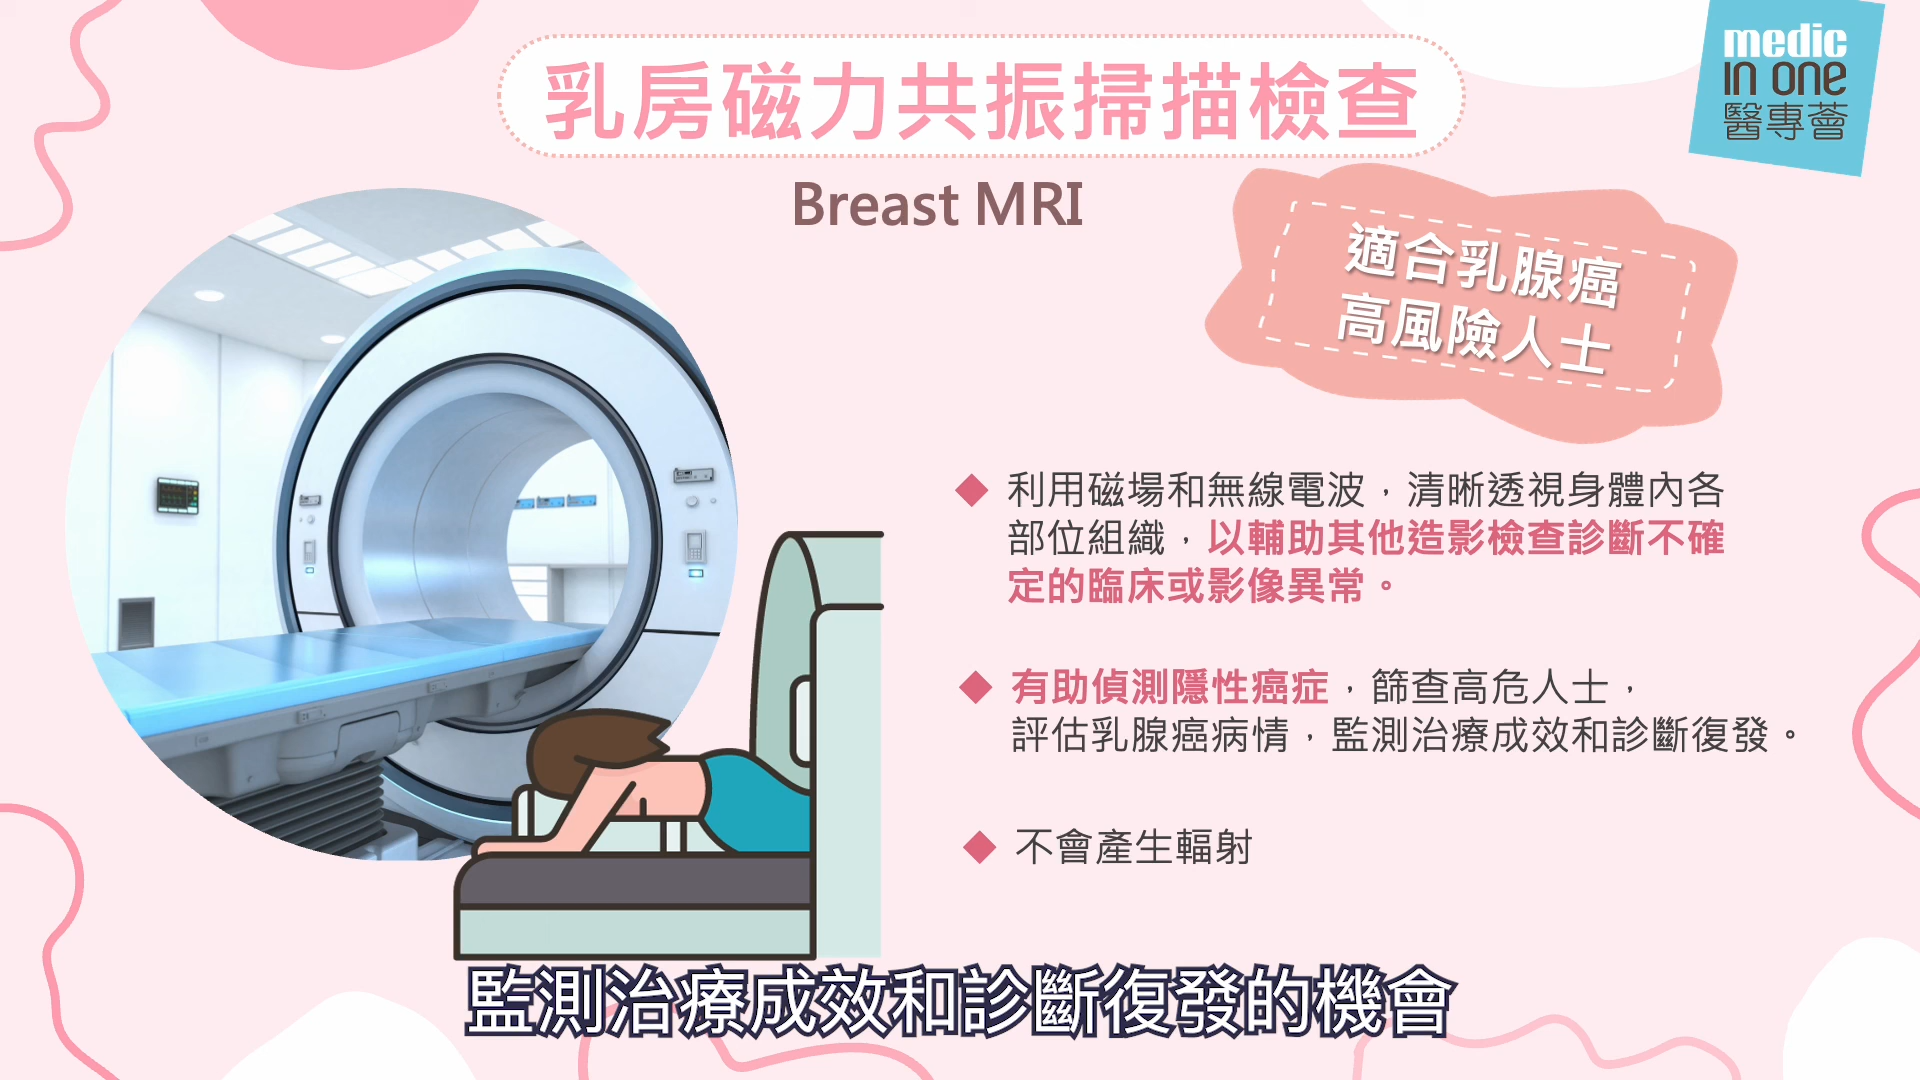 乳房磁力共振掃描檢查
medic
in one
醫專薈
Breast MRI
適合乳腺癌
高風險人士
利用磁場和無線電波，清晰透視身體內各
部位組織，以輔助其他造影檢查診斷不確
定的臨床或影像異常。
有助偵測隱性癌症，篩查高危人士，
評估乳腺癌病情，監測治療成效和診斷復發。
不會產生輻射
監測治療成效和診斷復發的機會